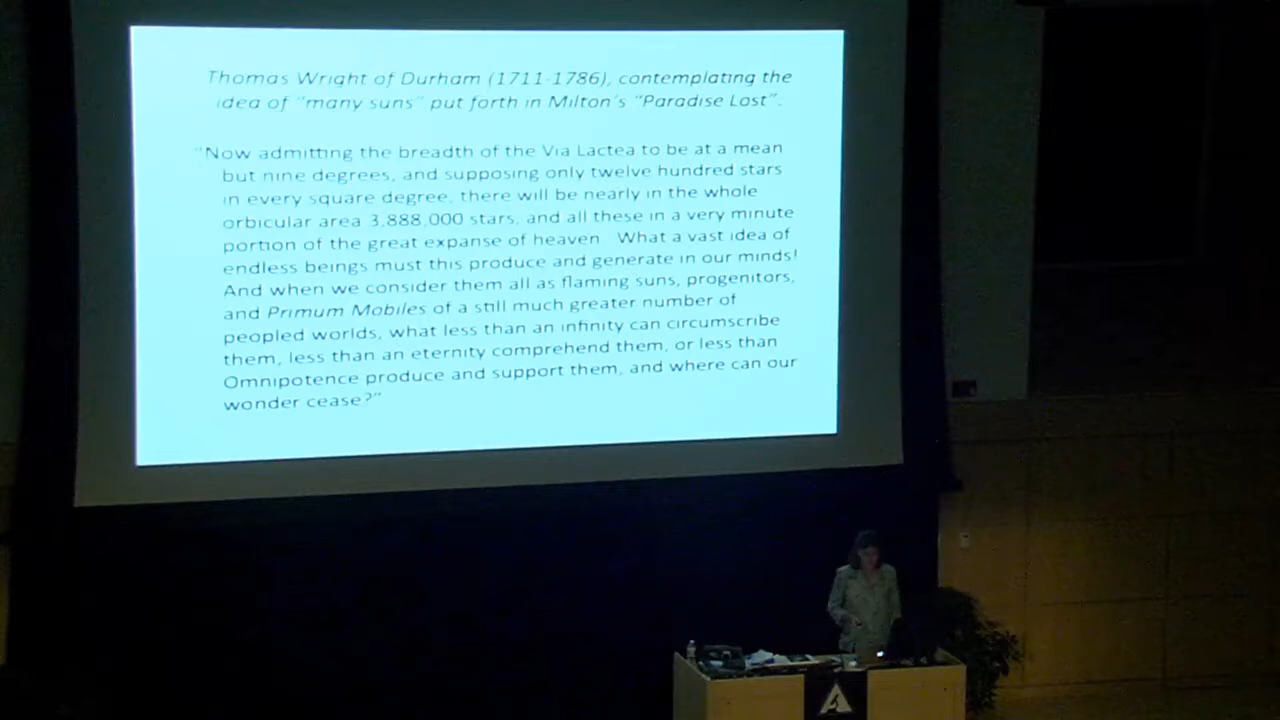 Thomas Wright of Durham (1711-1786), contemplating the
idea of "many suns" put forth in Milton's "Paradise Lost".
"Now admitting the breadth of the Via Lactea to be at a mean
but nine degrees, and supposing only twelve hundred stars
in every square degree, there will be nearly in the whole
orbicular area 3,888,000 stars, and all these in a very minute
portion of the great expanse of heaven. What a vast idea of
endless beings must this produce and generate in our minds!
And when we consider them all as flaming suns, progenitors,
and Primum Mobiles of a still much greater number of
peopled worlds, what less than an infinity can circumscribe
them, less than an eternity comprehend them, or less than
Omnipotence produce and support them, and where can our
wonder cease?"